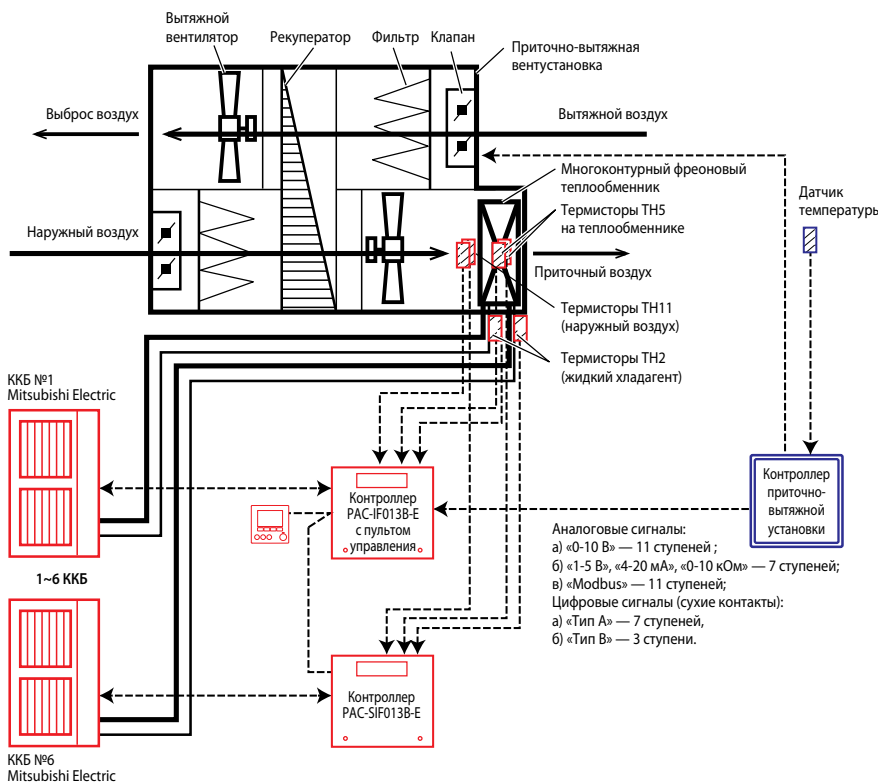 Вытяжной
вентилятор
Рекуператор
Фильтр
Клапан
Приточно-вытяжная
вентустановка
Выброс воздух
Вытяжной воздух
Многоконтурный фреоновый
теплообменник
Датчик
температуры
Термисторы TH5
на теплообменнике
Наружный воздух
Приточный воздух
Термисторы TH11
(наружный воздух)
Термисторы TH2
(жидкий хладагент)
ККБ №1
Mitsubishi Electric
Контроллер
PAC-IF013B-E
с пультом
управления
Контроллер
приточно-
вытяжной
установки
Аналоговые сигналы:
а) «0-10 В» — 11 ступеней ;
б) «1-5 В», «4-20 мА», «0-10 кОм» — 7 ступеней;
в) «Modbus» — 11 ступеней;
Цифровые сигналы (сухие контакты):
а) «Тип А» — 7 ступеней,
б) «Тип В» — 3 ступени.
1~6 ККБ
Контроллер
PAC-SIF013B-E
ККБ №6
Mitsubishi Electric